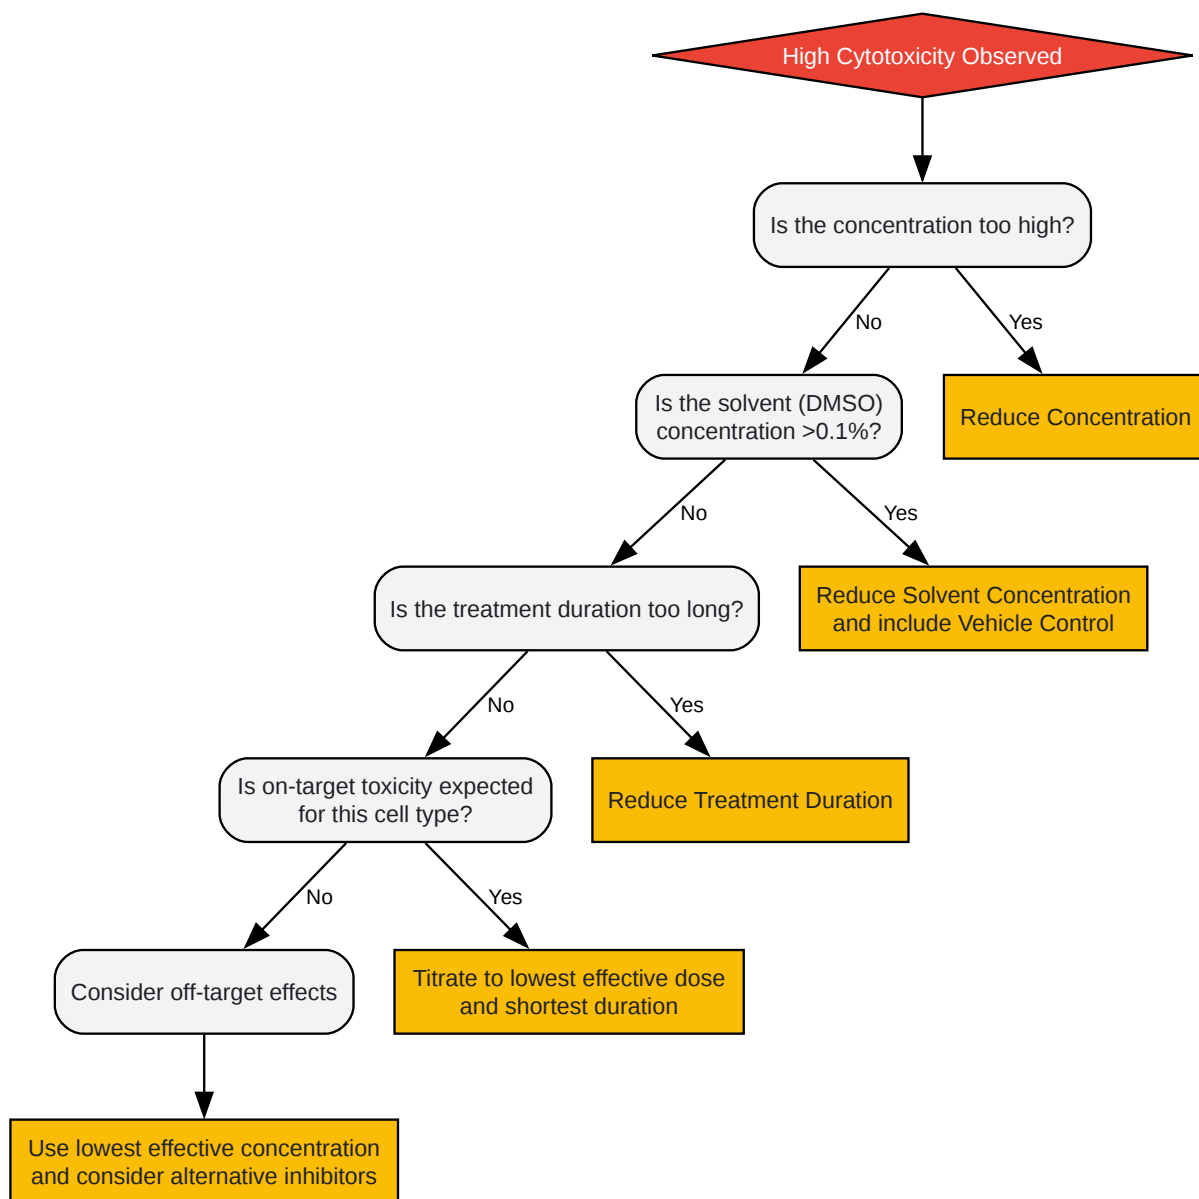 High Cytotoxicity Observed
Is the concentration too high?
No
Yes
Is the solvent (DMSO)
concentration >0.1%?
Reduce Concentration
No
Yes
Is the treatment duration too long?
Reduce Solvent Concentration
and include Vehicle Control
No
Yes
Is on-target toxicity expected
for this cell type?
Reduce Treatment Duration
No
Yes
Consider off-target effects
Titrate to lowest effective dose
and shortest duration
Use lowest effective concentration
and consider alternative inhibitors